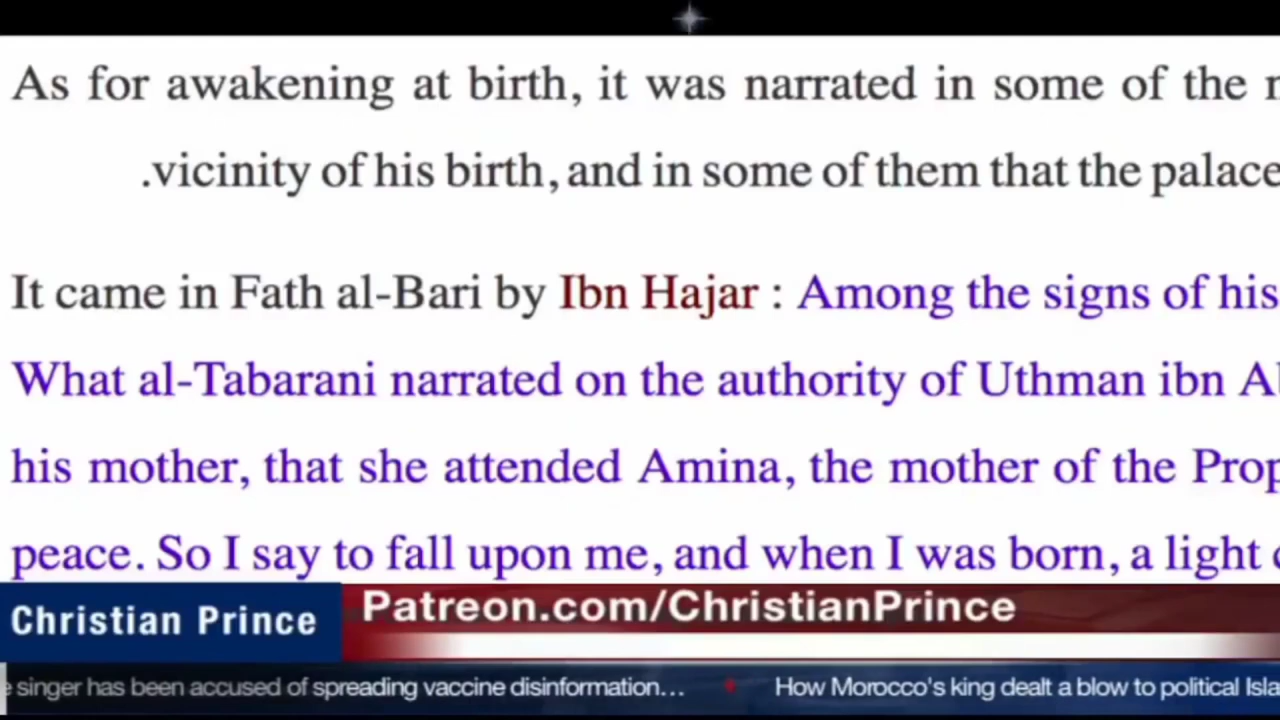 As for awakening at birth, it was narrated in some of the
.vicinity of his birth, and in some of them that the palace
It came in Fath al-Bari by Ibn Hajar : Among the signs of his
What al-Tabarani narrated on the authority of Uthman ibn
his mother, that she attended Amina, the mother of the
peace. So I say to fall upon me, and when I was born, a light
Christian Prince
Patreon.com/ChristianPrince
singer has been accused of spreading vaccine disinformation...
How Morocco's king dealt a blow to political